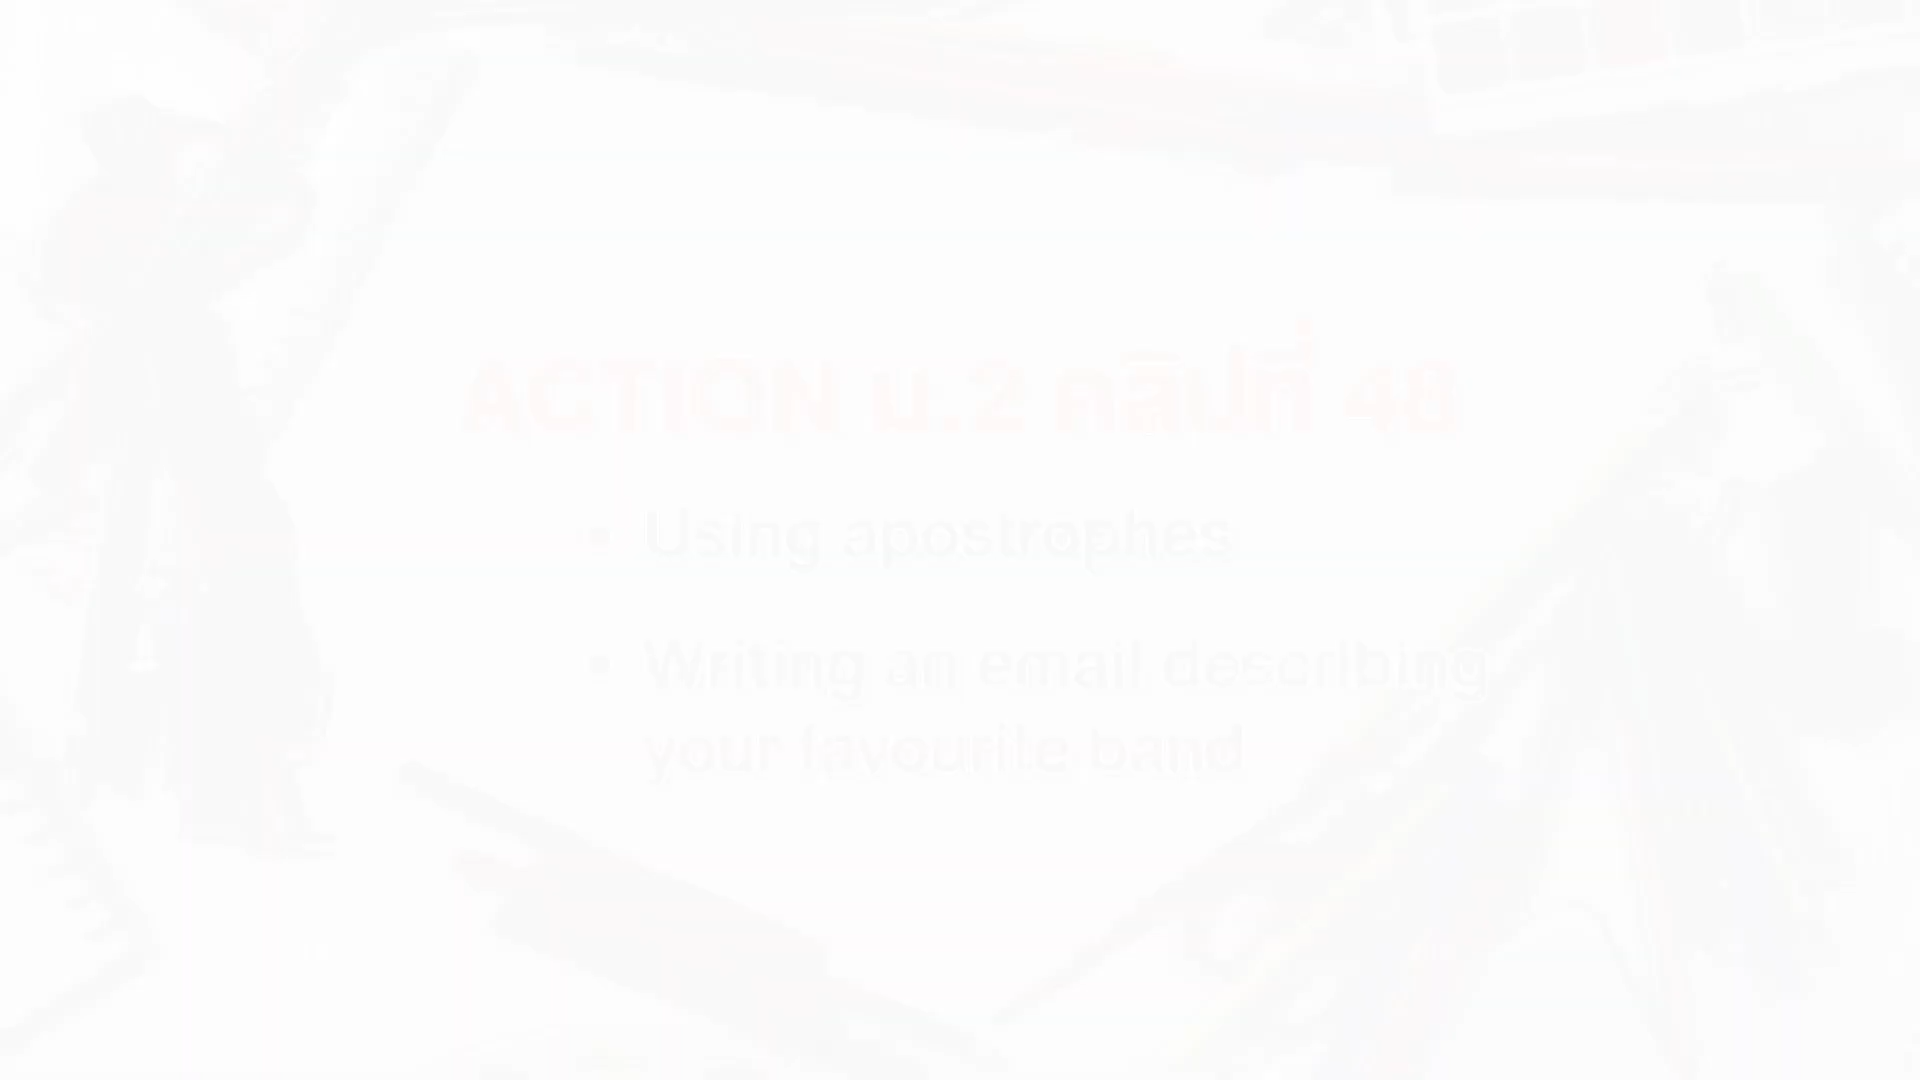 ACTION ม.2 คลิปที่ 48
• Using apostrophes
• Writing an email describing
your favourite band